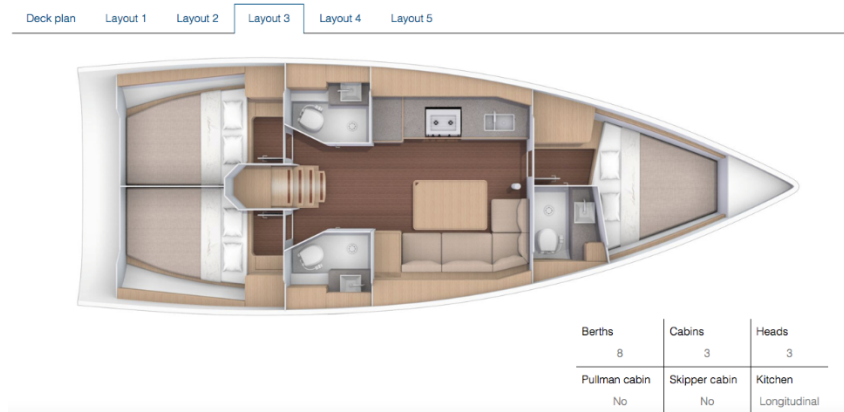 Deck plan Layout 1 Layout 2 Layout 3 Layout 4 Layout 5
Berths Cabins Heads
8 3 3
Pullman cabin Skipper cabin Kitchen
No No Longitudinal